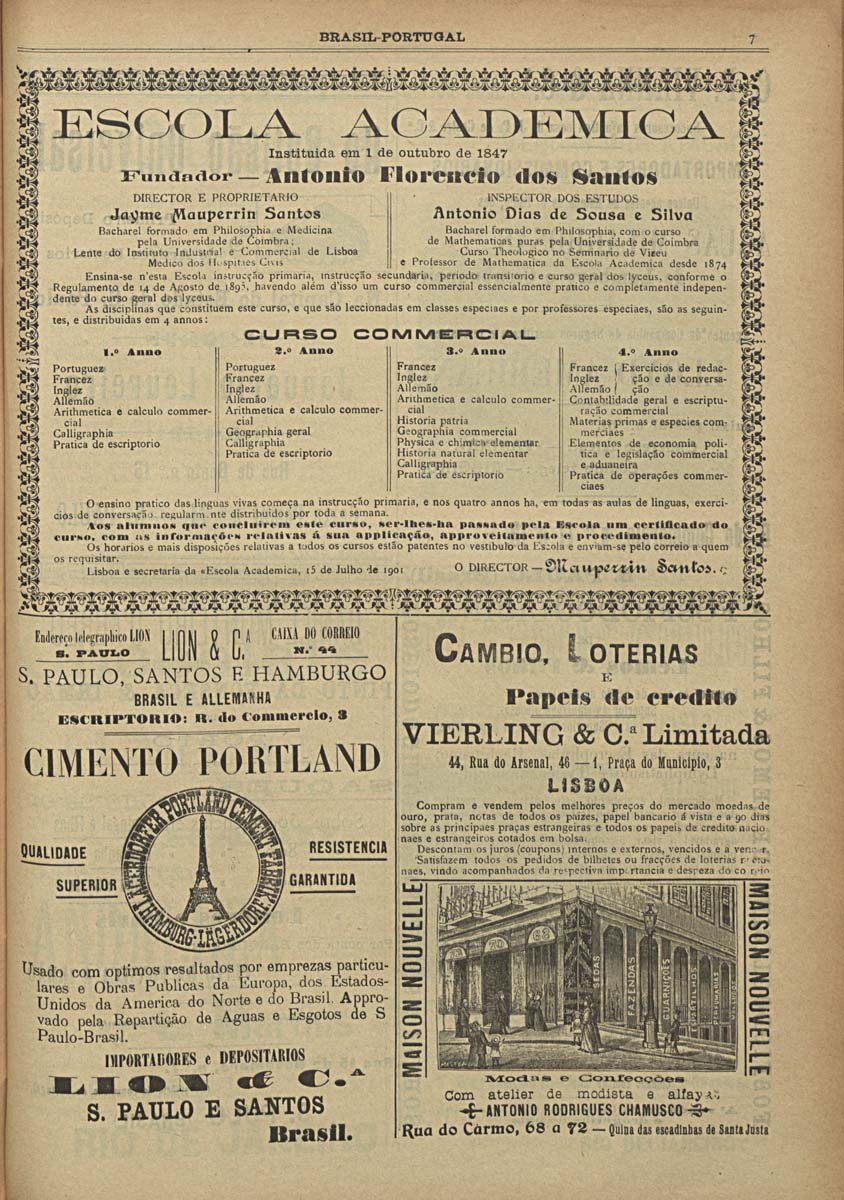 BRASIL-PORTUGAL 7
ESCOLA ACADEMICA
Instituida em 1 de outubro de 1847
Fundador — Antonio Florencio dos Santos
DIRECTOR E PROPRIETARIO
Jayme Mauperrin Santos
Bacharel formado em Philosophia e Medicina
pela Universidade de Coimbra;
Lente do Instituto Industrial e Commercial de Lisboa
Medico dos Hospitaes Civis
INSPECTOR DOS ESTUDOS
Antonio Dias de Sousa e Silva
Bacharel formado em Philosophia, com o curso
de Mathematicas puras pela Universidade de Coimbra
Curso Theologico no Seminario de Vizeu
e Professor de Mathematica da Escola Academica desde 1874
Ensina-se n'esta Escola instrucção primaria, instrucção secundaria, periodo transitorio e curso geral dos lyceus, conforme o
Regulamento de 14 de Agosto de 1895, havendo além d'isso um curso commercial essencialmente pratico e completamente indepen-
dente do curso geral dos lyceus.
As disciplinas que constituem este curso, e que são leccionadas em classes especiaes e por professores especiaes, são as seguin-
tes, e distribuidas em 4 annos:
CURSO COMMERCIAL
1.º Anno
Portuguez
Francez
Inglez
Allemão
Arithmetica e calculo commer-
cial
Calligraphia
Pratica de escriptorio
2.º Anno
Portuguez
Francez
Inglez
Allemão
Arithmetica e calculo commer-
cial
Geographia geral
Calligraphia
Pratica de escriptorio
3.º Anno
Francez
Inglez
Allemão
Arithmetica e calculo commer-
cial
Historia patria
Geographia commercial
Physica e chimica elementar
Historia natural elementar
Calligraphia
Pratica de escriptorio
4.º Anno
Francez { Exercicios de redac-
Inglez ção e de conversa-
Allemão ção
Contabilidade geral e escriptu-
ração commercial
Materias primas e especies com-
merciaes
Elementos de economia poli-
tica e legislação commercial
e aduaneira
Pratica de operações commer-
ciaes
O ensino pratico das linguas vivas começa na instrucção primaria, e nos quatro annos ha, em todas as aulas de linguas, exerci-
cios de conversação regularmente distribuidos por toda a semana.
Aos alumnos que concluirem este curso, ser-lhes-ha passado pela Escola um certificado do
curso, com as informações relativas á sua applicação, approveitamento e procedimento.
Os horarios e mais disposições relativas a todos os cursos estão patentes no vestibulo da Escola e enviam-se pelo correio a quem
os requisitar.
Lisboa e secretaria da «Escola Academica, 15 de Julho de 1901
O DIRECTOR — Mauperrin Santos.
Endereço telegraphico LION
S. PAULO
LION & C.ª
CAIXA DO CORREIO
N.º 44
S. PAULO, SANTOS E HAMBURGO
BRASIL E ALLEMANHA
ESCRIPTORIO: R. do Commercio, 3
CIMENTO PORTLAND
QUALIDADE
SUPERIOR
LÄGERDORFER PORTLAND CEMENT FABRIK
HAMBURG-LÄGERDORF
RESISTENCIA
GARANTIDA
Usado com optimos resultados por emprezas particu-
lares e Obras Publicas da Europa, dos Estados-
Unidos da America do Norte e do Brasil. Appro-
vado pela Repartição de Aguas e Esgotos de S
Paulo-Brasil.
IMPORTADORES e DEPOSITARIOS
LION & C.ª
S. PAULO E SANTOS
Brasil.
CAMBIO, LOTERIAS
E
Papeis de credito
VIERLING & C.ª Limitada
44, Rua do Arsenal, 46 — 1, Praça do Municipio, 3
LISBOA
Compram e vendem pelos melhores preços do mercado moedas de
ouro, prata, notas de todos os paizes, papel bancario á vista e a 90 dias
sobre as principaes praças estrangeiras e todos os papeis de credito nacio
naes e estrangeiros cotados em bolsa.
Descontam os juros (coupons) internos e externos, vencidos e a vencer.
Satisfazem todos os pedidos de bilhetes ou fracções de loterias
naes, vindo acompanhados da respectiva importancia e despeza do correio
MAISON NOUVELLE
70
68
SEDAS
FAZENDAS
GUARNIÇÕES
ESPARTILHOS
MAISON NOUVELLE
Modas e Confecções
Com atelier de modista e
ANTONIO RODRIGUES CHAMUSCO
Rua do Carmo, 68 a 72 — Quina das escadinhas de Santa Justa